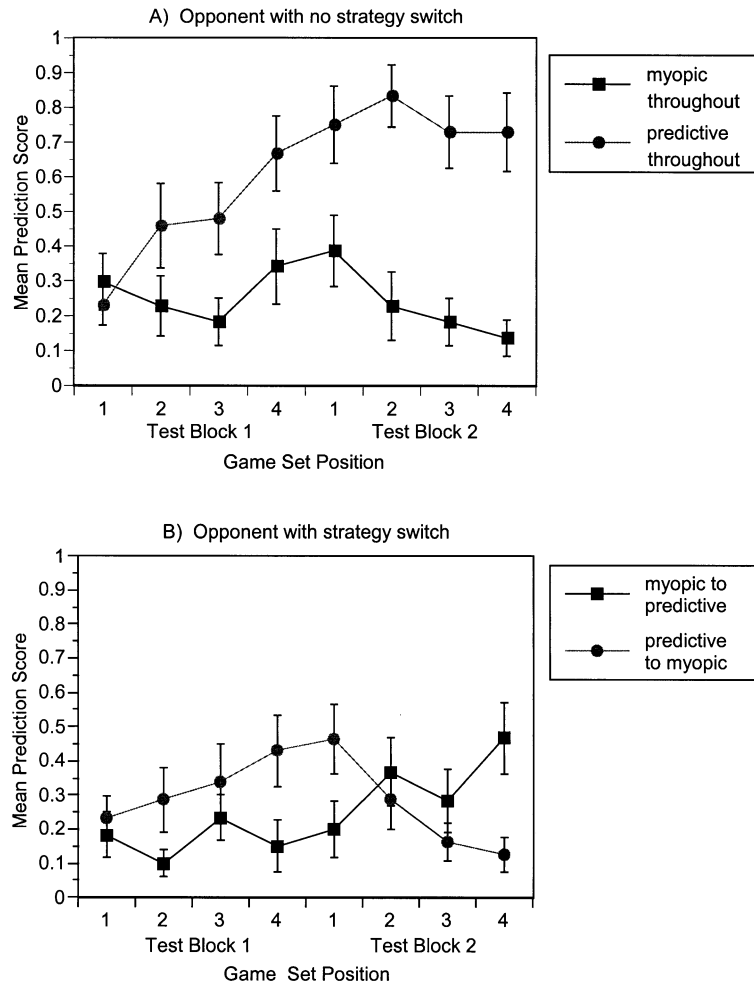 A) Opponent with no strategy switch
1
0.9
0.8
0.7
0.6
0.5
0.4
0.3
0.2
0.1
0
Mean Prediction Score
1 2 3 4 1 2 3 4
Test Block 1 Test Block 2
Game Set Position
myopic
throughout
predictive
throughout
B) Opponent with strategy switch
1
0.9
0.8
0.7
0.6
0.5
0.4
0.3
0.2
0.1
0
Mean Prediction Score
1 2 3 4 1 2 3 4
Test Block 1 Test Block 2
Game Set Position
myopic to
predictive
predictive
to myopic